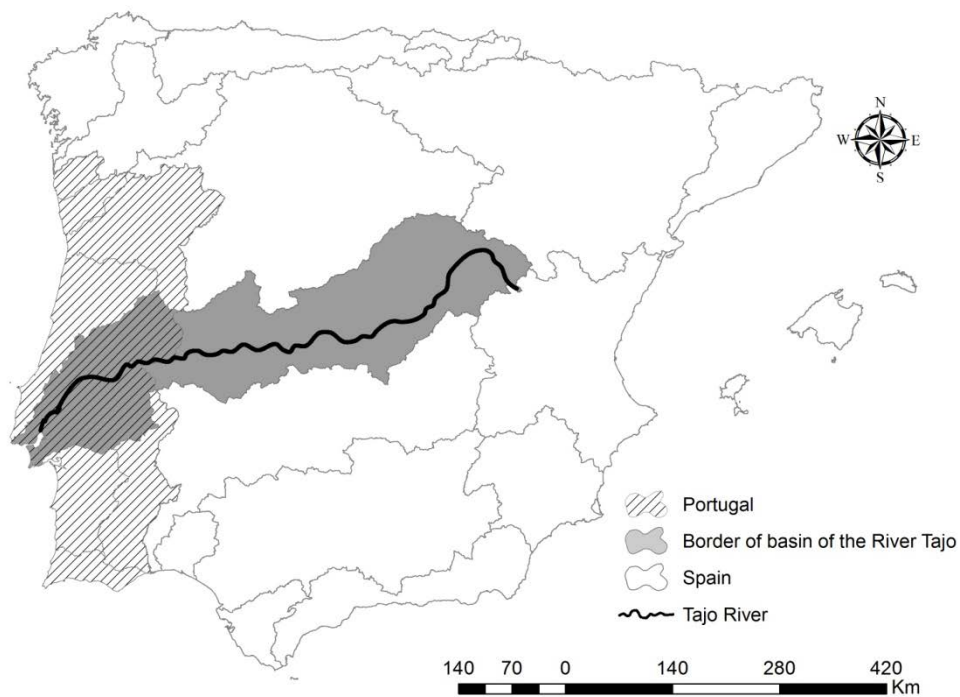 N
W E
S
Portugal
Border of basin of the River Tajo
Spain
Tajo River
140 70 0 140 280 420
Km